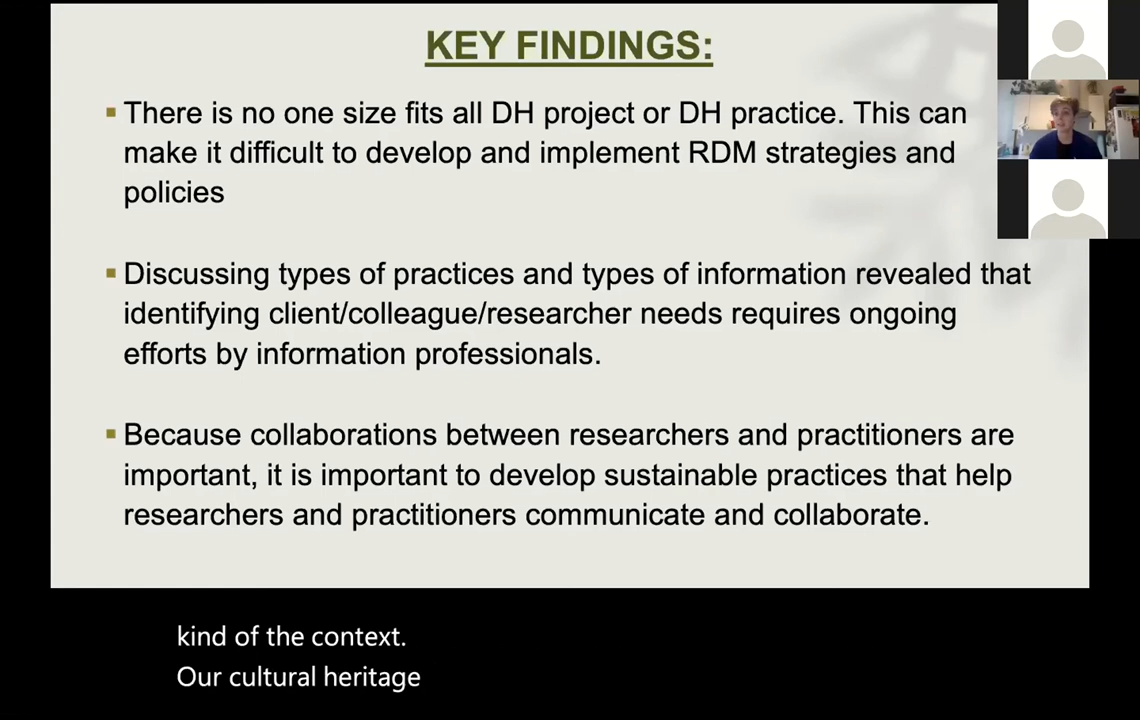 KEY FINDINGS:
▪ There is no one size fits all DH project or DH practice. This can
make it difficult to develop and implement RDM strategies and
policies
▪ Discussing types of practices and types of information revealed that
identifying client/colleague/researcher needs requires ongoing
efforts by information professionals.
▪ Because collaborations between researchers and practitioners are
important, it is important to develop sustainable practices that help
researchers and practitioners communicate and collaborate.
kind of the context.
Our cultural heritage